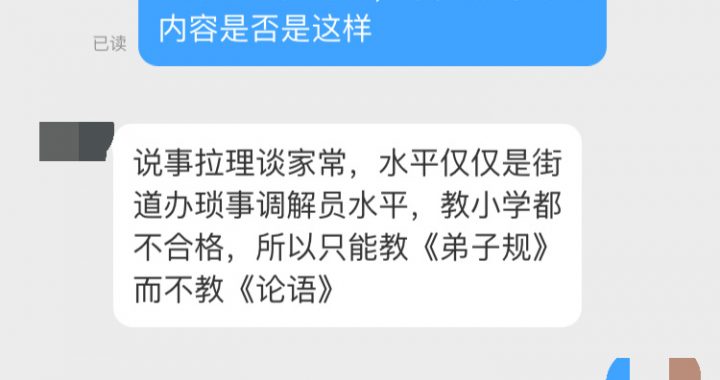 内容是否是这样
已读
说事拉理谈家常，水平仅仅是街
道办琐事调解员水平，教小学都
不合格，所以只能教《弟子规》
而不教《论语》